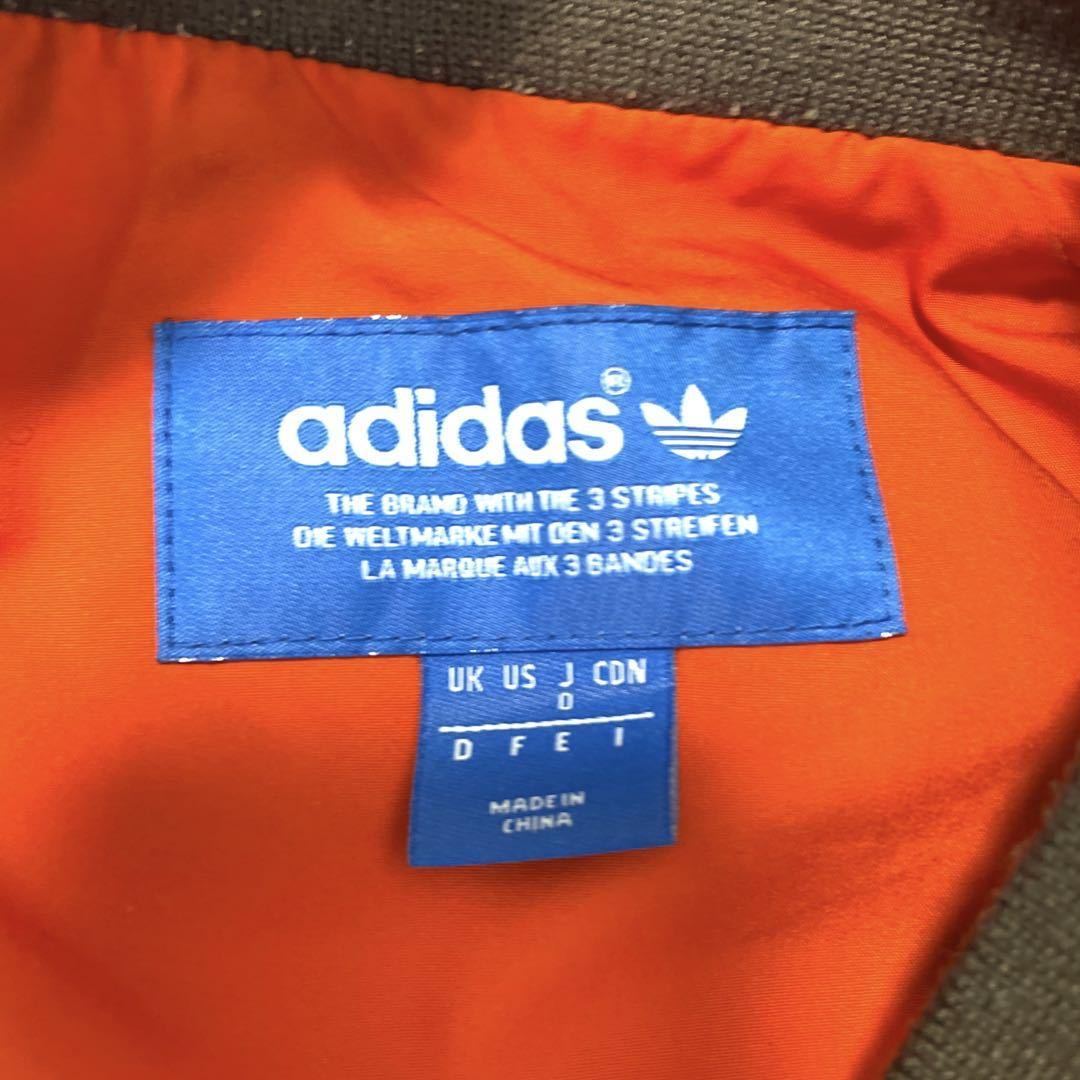 adidas®
THE BRAND WITH THE 3 STRIPES
DIE WELTMARKE MIT DEN 3 STREIFEN
LA MARQUE AUX 3 BANDES
UK US J CDN
O
D F E I
MADE IN
CHINA